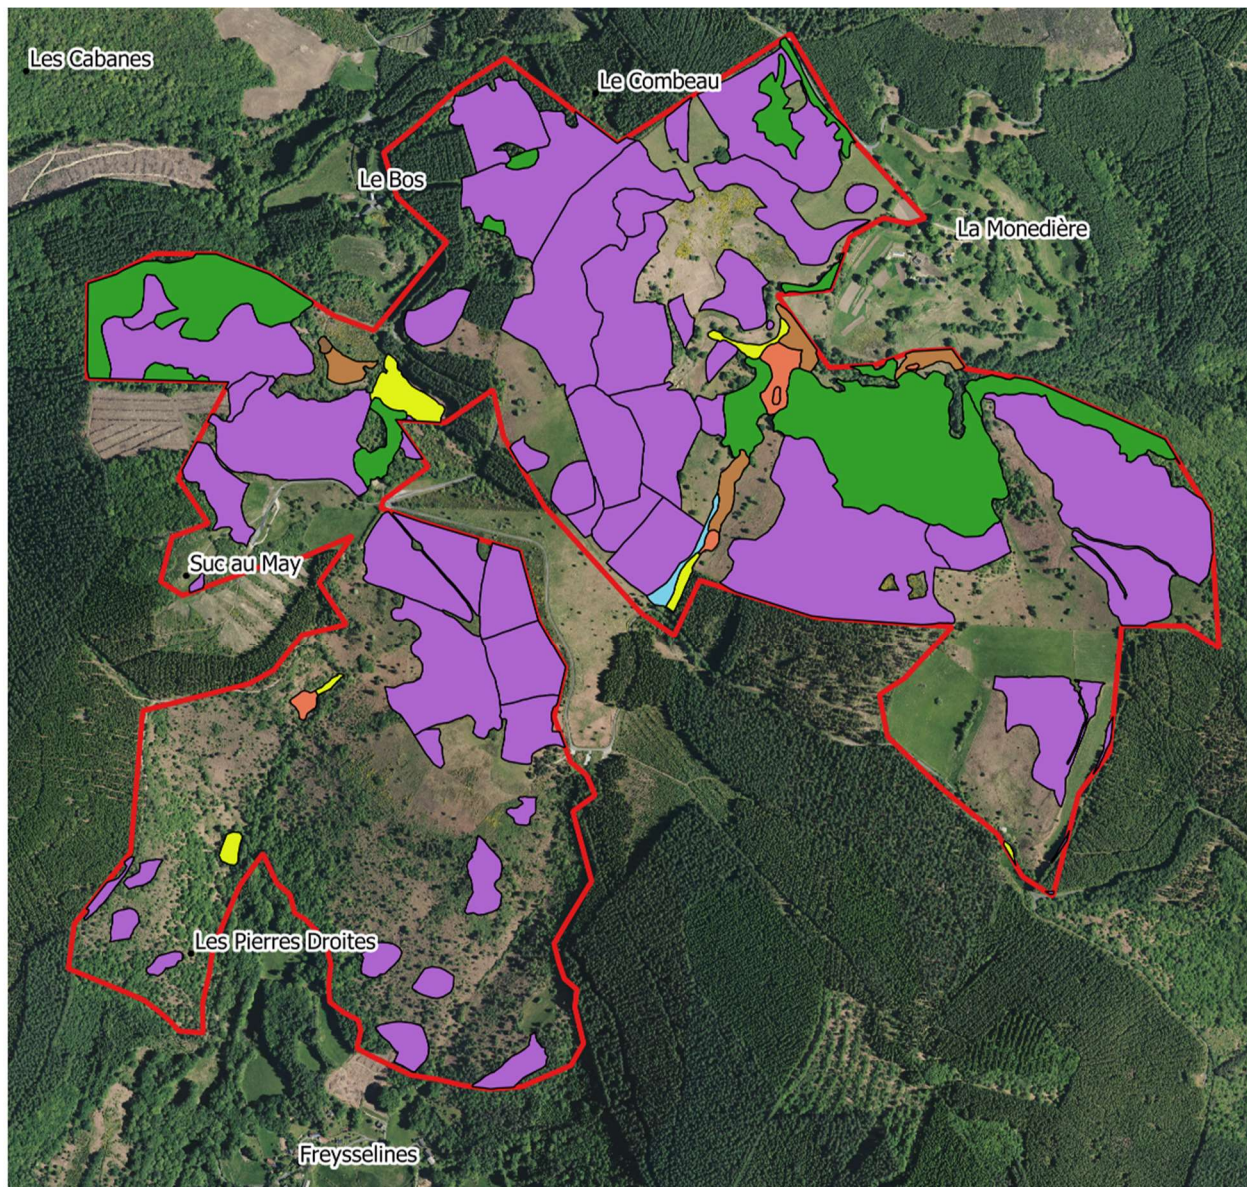 Les Cabanes
Le Combeau
Le Bos
La Monedière
Suc au May
Les Pierres Droites
Freysselines